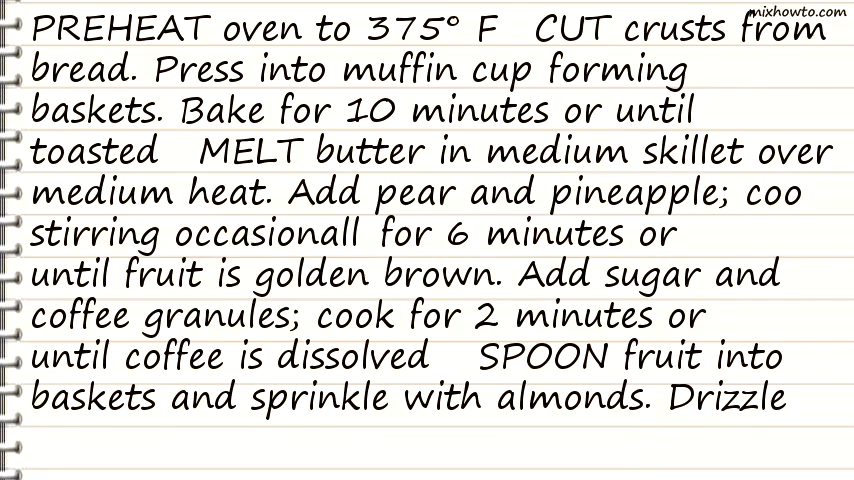 mixhowto.com
PREHEAT oven to 375° F CUT crusts from
bread. Press into muffin cup forming
baskets. Bake for 10 minutes or until
toasted MELT butter in medium skillet over
medium heat. Add pear and pineapple; coo
stirring occasionall for 6 minutes or
until fruit is golden brown. Add sugar and
coffee granules; cook for 2 minutes or
until coffee is dissolved SPOON fruit into
baskets and sprinkle with almonds. Drizzle